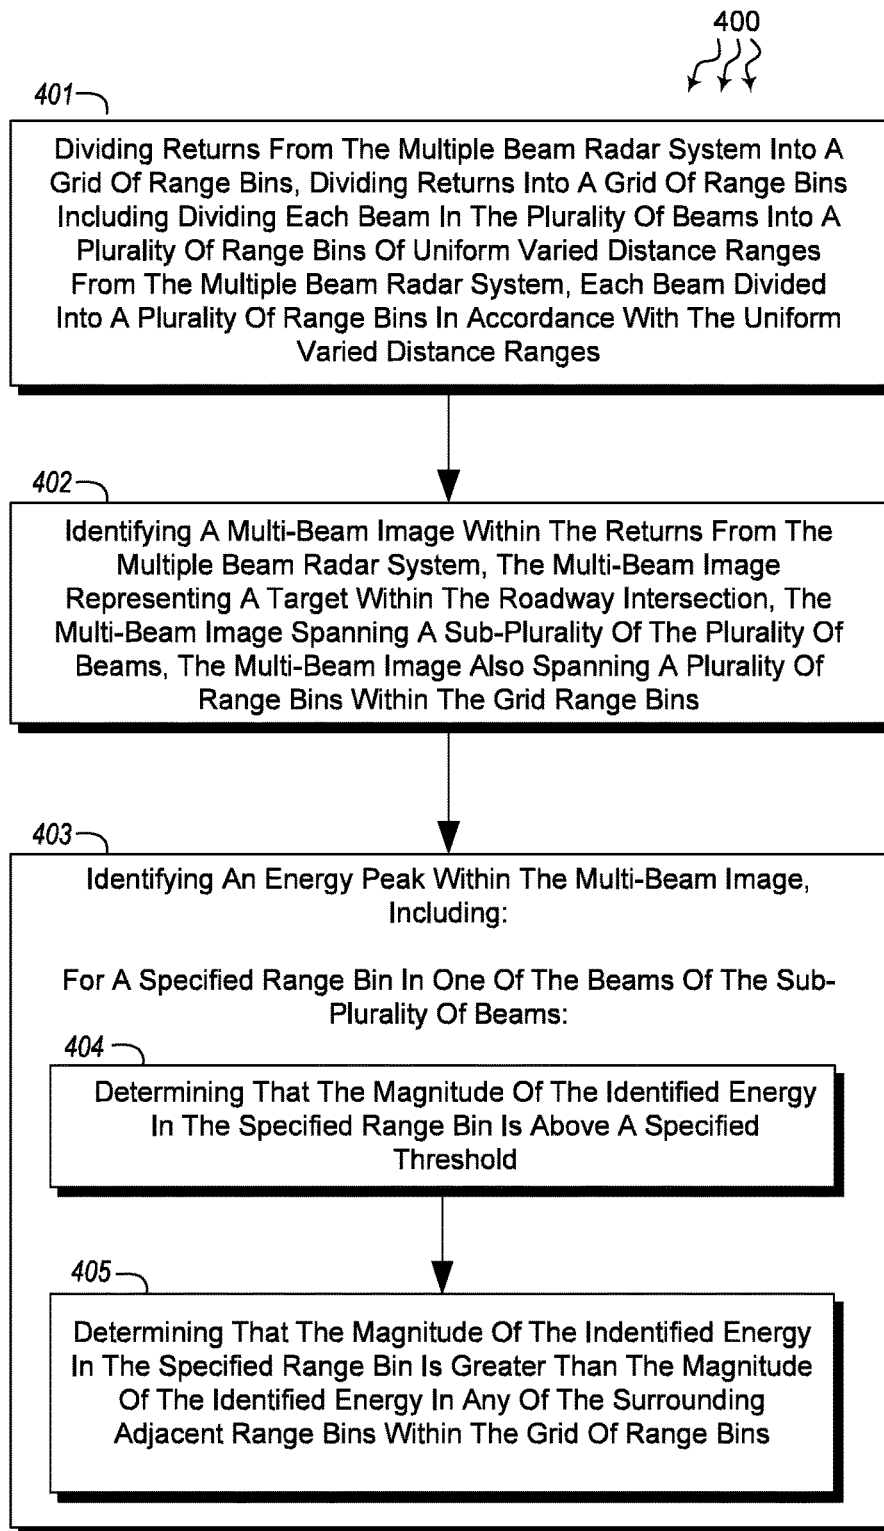 400
401
Dividing Returns From The Multiple Beam Radar System Into A
Grid Of Range Bins, Dividing Returns Into A Grid Of Range Bins
Including Dividing Each Beam In The Plurality Of Beams Into A
Plurality Of Range Bins Of Uniform Varied Distance Ranges
From The Multiple Beam Radar System, Each Beam Divided
Into A Plurality Of Range Bins In Accordance With The Uniform
Varied Distance Ranges
402
Identifying A Multi-Beam Image Within The Returns From The
Multiple Beam Radar System, The Multi-Beam Image
Representing A Target Within The Roadway Intersection, The
Multi-Beam Image Spanning A Sub-Plurality Of The Plurality Of
Beams, The Multi-Beam Image Also Spanning A Plurality Of
Range Bins Within The Grid Range Bins
403
Identifying An Energy Peak Within The Multi-Beam Image,
Including:
For A Specified Range Bin In One Of The Beams Of The Sub-
Plurality Of Beams:
404
Determining That The Magnitude Of The Identified Energy
In The Specified Range Bin Is Above A Specified
Threshold
405
Determining That The Magnitude Of The Indentified Energy
In The Specified Range Bin Is Greater Than The Magnitude
Of The Identified Energy In Any Of The Surrounding
Adjacent Range Bins Within The Grid Of Range Bins